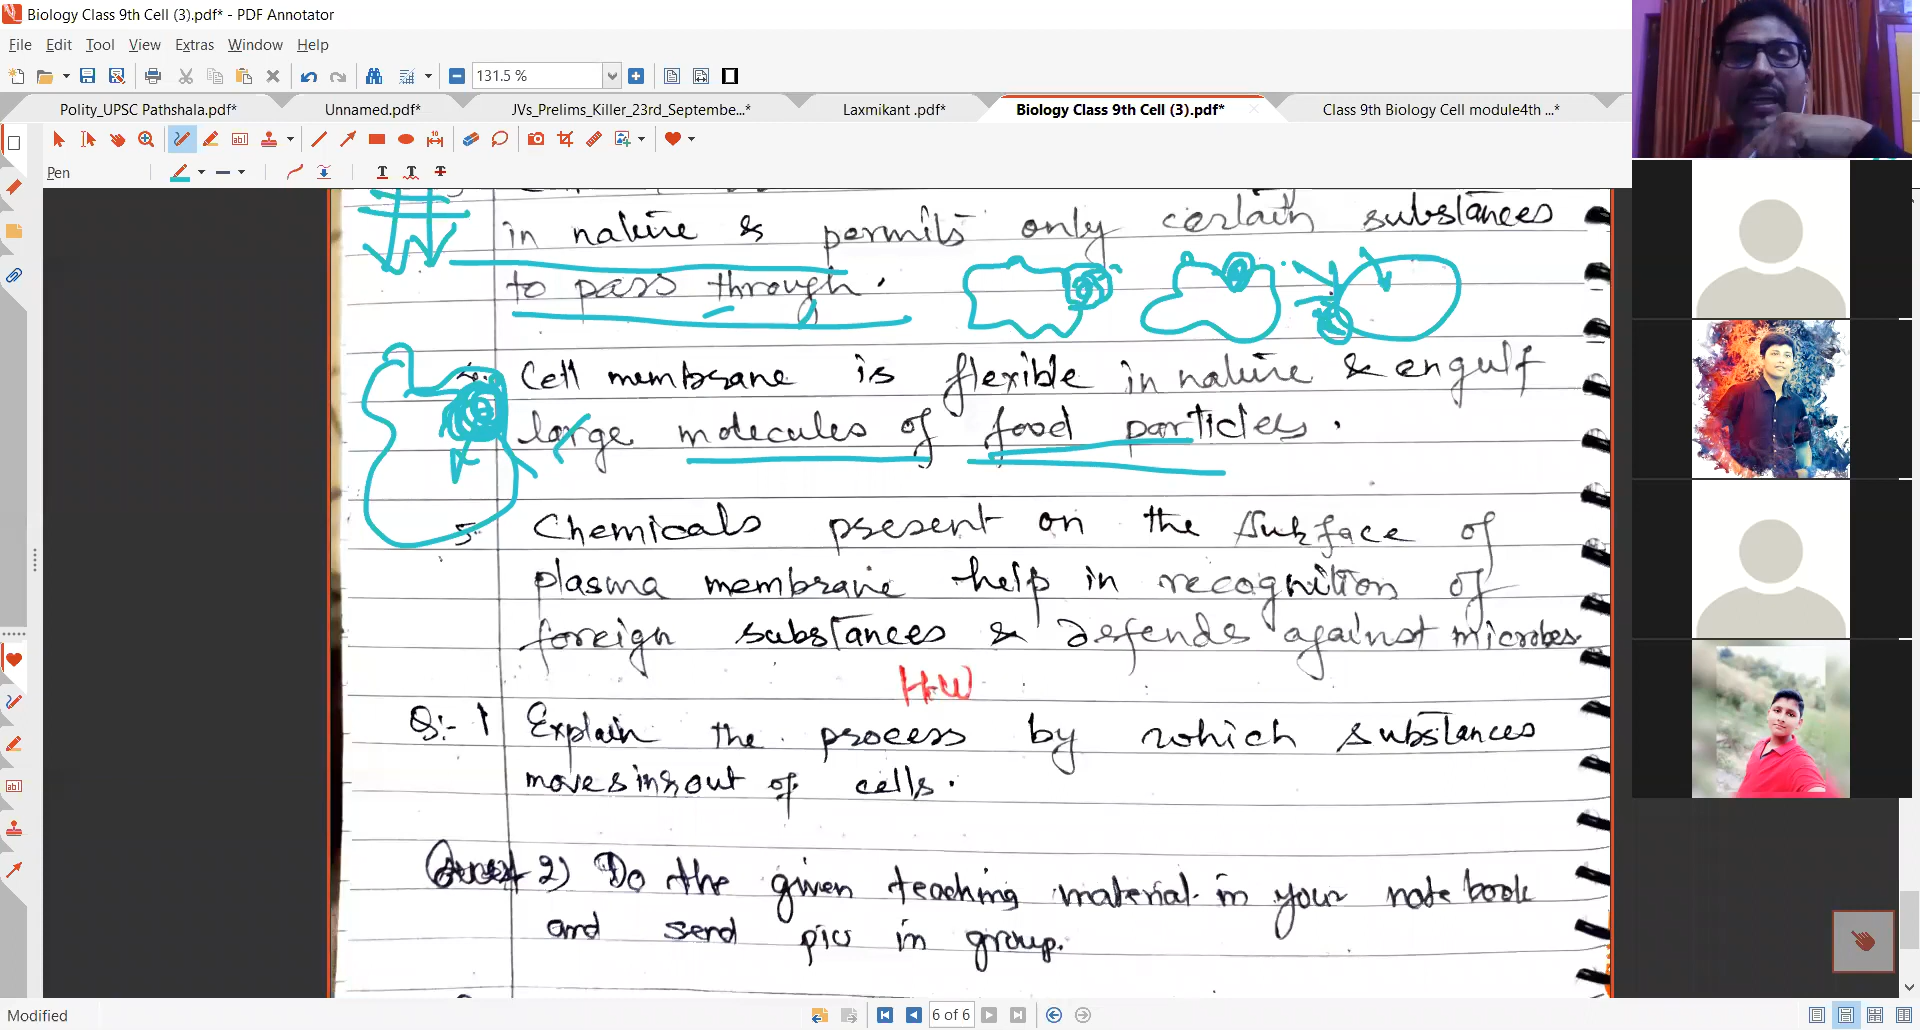 Biology Class 9th Cell (3).pdf* - PDF Annotator
File Edit Tool View Extras Window Help
131.5 %
Polity_UPSC Pathshala.pdf* Unnamed.pdf* JVs_Prelims_Killer_23rd_Septembe...* Laxmikant .pdf* Biology Class 9th Cell (3).pdf* Class 9th Biology Cell module4th ...*
Pen
in nature & permits only certain substances
to pass through.
4. Cell membrane is flexible in nature & engulf
large molecules of food particles.
5. Chemicals present on the surface of
plasma membrane help in recognition of
foreign substances & defends against microbes.
H.W
Q:- 1 Explain the process by which substances
moves in & out of cells.
Quest 2) Do the given teaching material in your note book
and send pics in group.
Modified
6 of 6